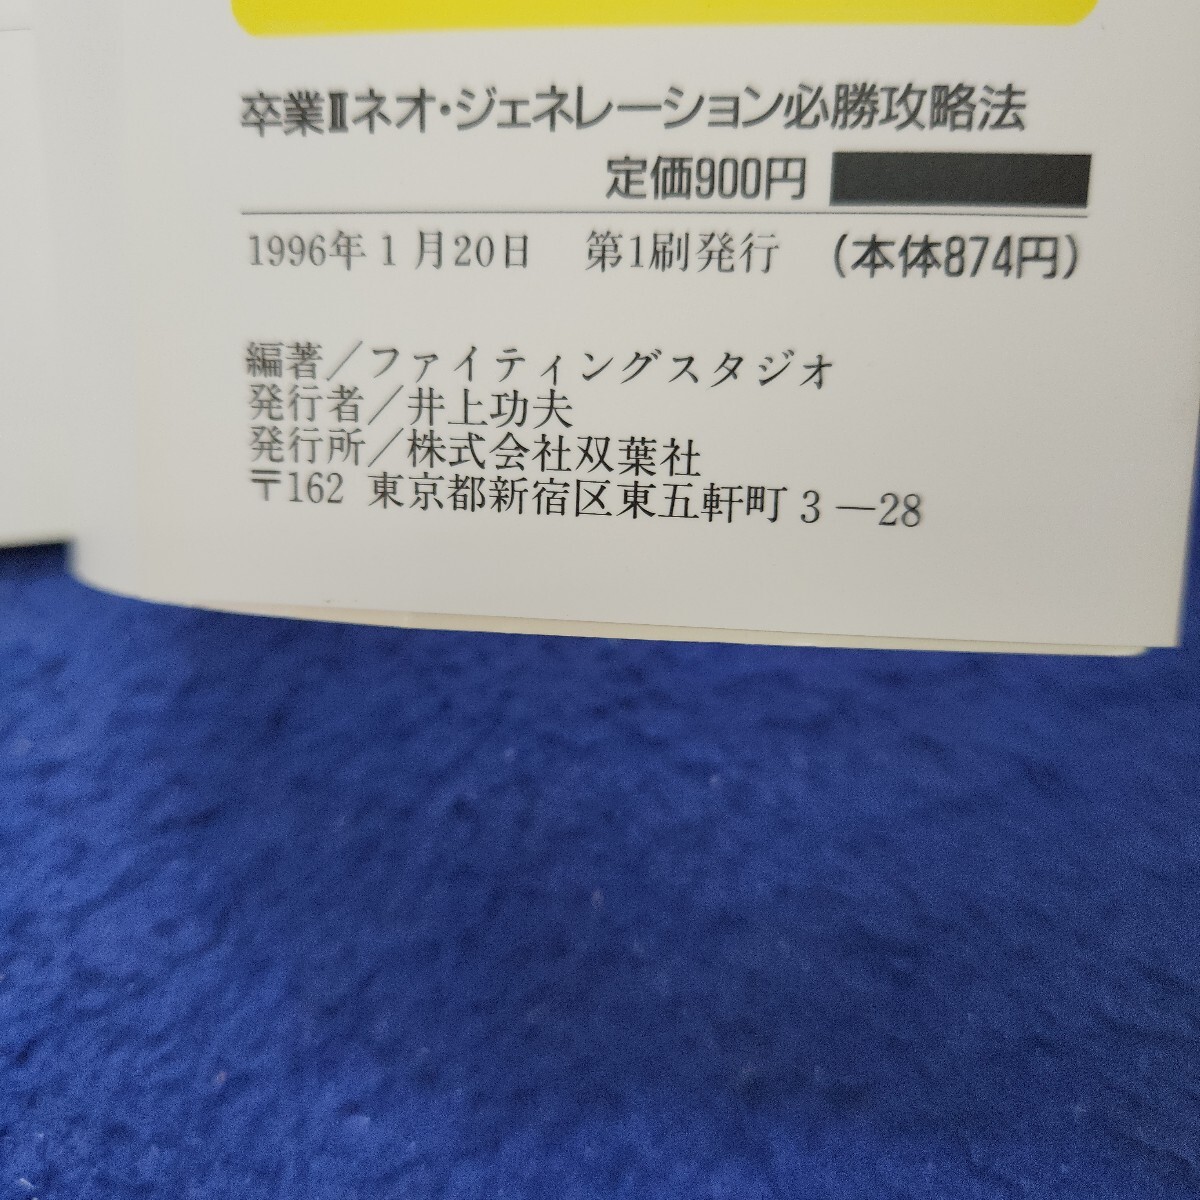 卒業Ⅱネオ・ジェネレーション必勝攻略法
定価900円
1996年1月20日　第1刷発行　(本体874円)
編著／ファイティングスタジオ
発行者／井上功夫
発行所／株式会社双葉社
〒162 東京都新宿区東五軒町3―28